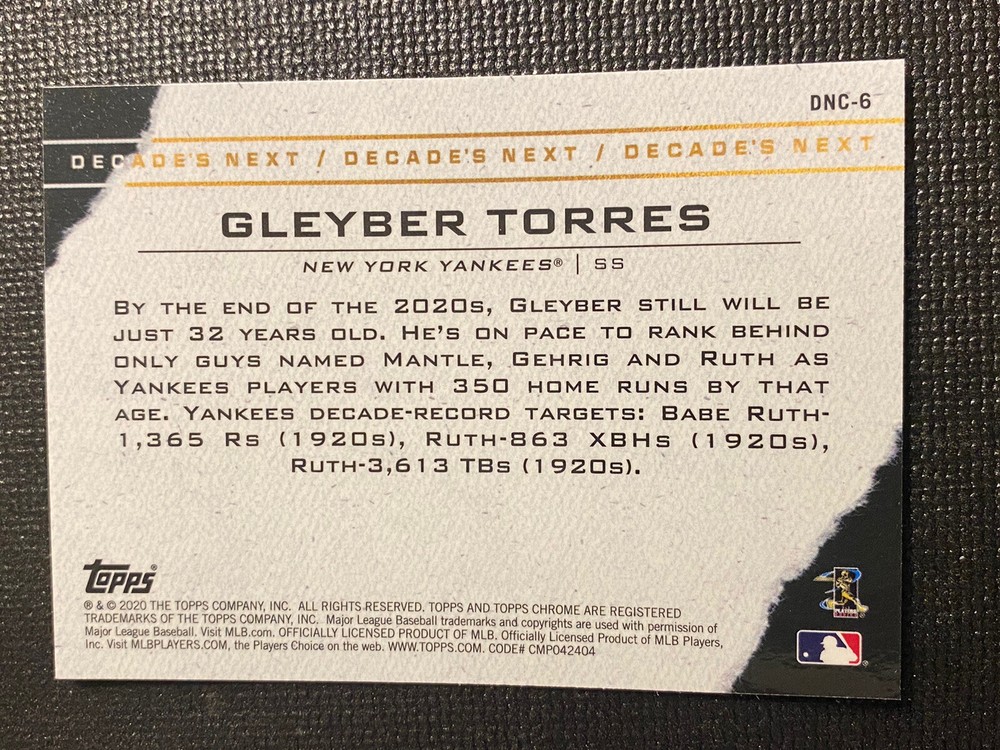 DNC-6
DECADE'S NEXT / DECADE'S NEXT / DECADE'S NEXT
GLEYBER TORRES
NEW YORK YANKEES® | SS
BY THE END OF THE 2020S, GLEYBER STILL WILL BE
JUST 32 YEARS OLD. HE'S ON PACE TO RANK BEHIND
ONLY GUYS NAMED MANTLE, GEHRIG AND RUTH AS
YANKEES PLAYERS WITH 350 HOME RUNS BY THAT
AGE. YANKEES DECADE-RECORD TARGETS: BABE RUTH-
1,365 RS (1920S), RUTH-863 XBHS (1920S),
RUTH-3,613 TBS (1920S).
Topps®
® & © 2020 THE TOPPS COMPANY, INC. ALL RIGHTS RESERVED. TOPPS AND TOPPS CHROME ARE REGISTERED
TRADEMARKS OF THE TOPPS COMPANY, INC. Major League Baseball trademarks and copyrights are used with permission of
Major League Baseball. Visit MLB.com. OFFICIALLY LICENSED PRODUCT OF MLB. Officially Licensed Product of MLB Players,
Inc. Visit MLBPLAYERS.COM, the Players Choice on the web. WWW.TOPPS.COM. CODE# CMP042404